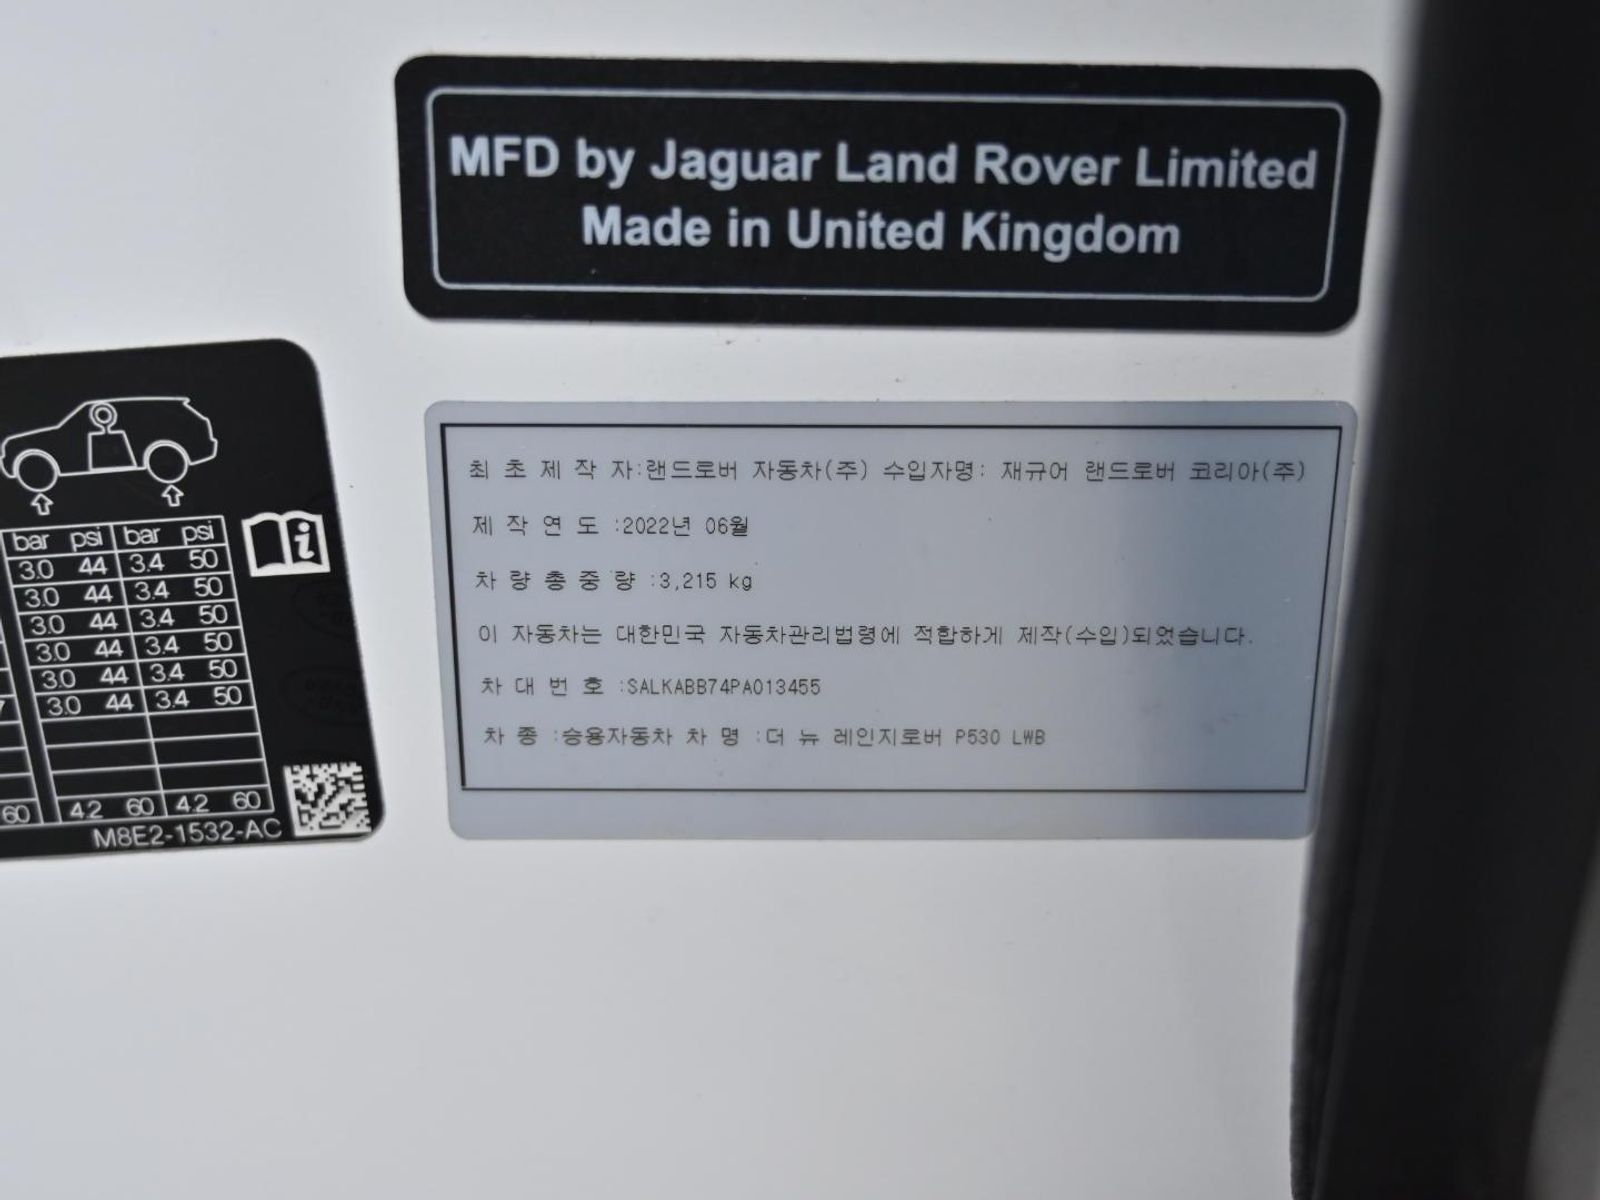 MFD by Jaguar Land Rover Limited
Made in United Kingdom
최 초 제 작 자:랜드로버 자동차(주) 수입자명: 재규어 랜드로버 코리아(주)
제 작 연 도 :2022년 06월
차 량 총 중 량 :3,215 kg
이 자동차는 대한민국 자동차관리법령에 적합하게 제작(수입)되었습니다.
차 대 번 호 :SALKABB74PA013455
차 종 :승용자동차 차 명 :더 뉴 레인지로버 P530 LWB
bar psi bar psi
3.0 44 3.4 50
3.0 44 3.4 50
3.0 44 3.4 50
3.0 44 3.4 50
3.0 44 3.4 50
7 3.0 44 3.4 50
60 4.2 60 4.2 60
M8E2-1532-AC
i